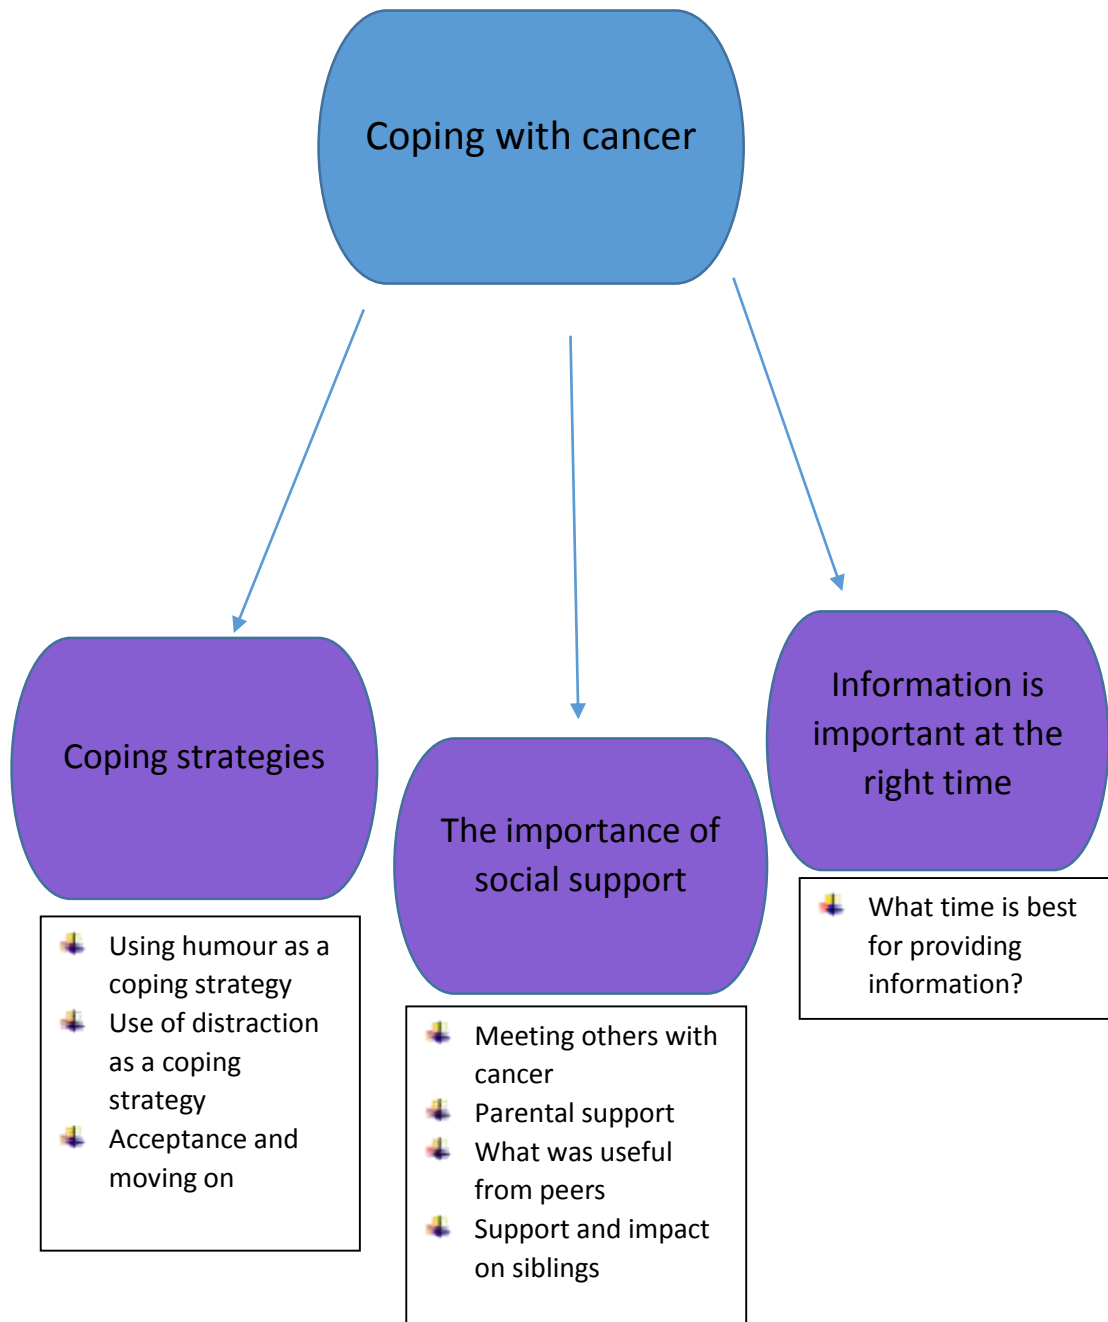 Coping with cancer
Coping strategies
Using humour as a
coping strategy
Use of distraction
as a coping
strategy
Acceptance and
moving on
The importance of
social support
Meeting others with
cancer
Parental support
What was useful
from peers
Support and impact
on siblings
Information is
important at the
right time
What time is best
for providing
information?